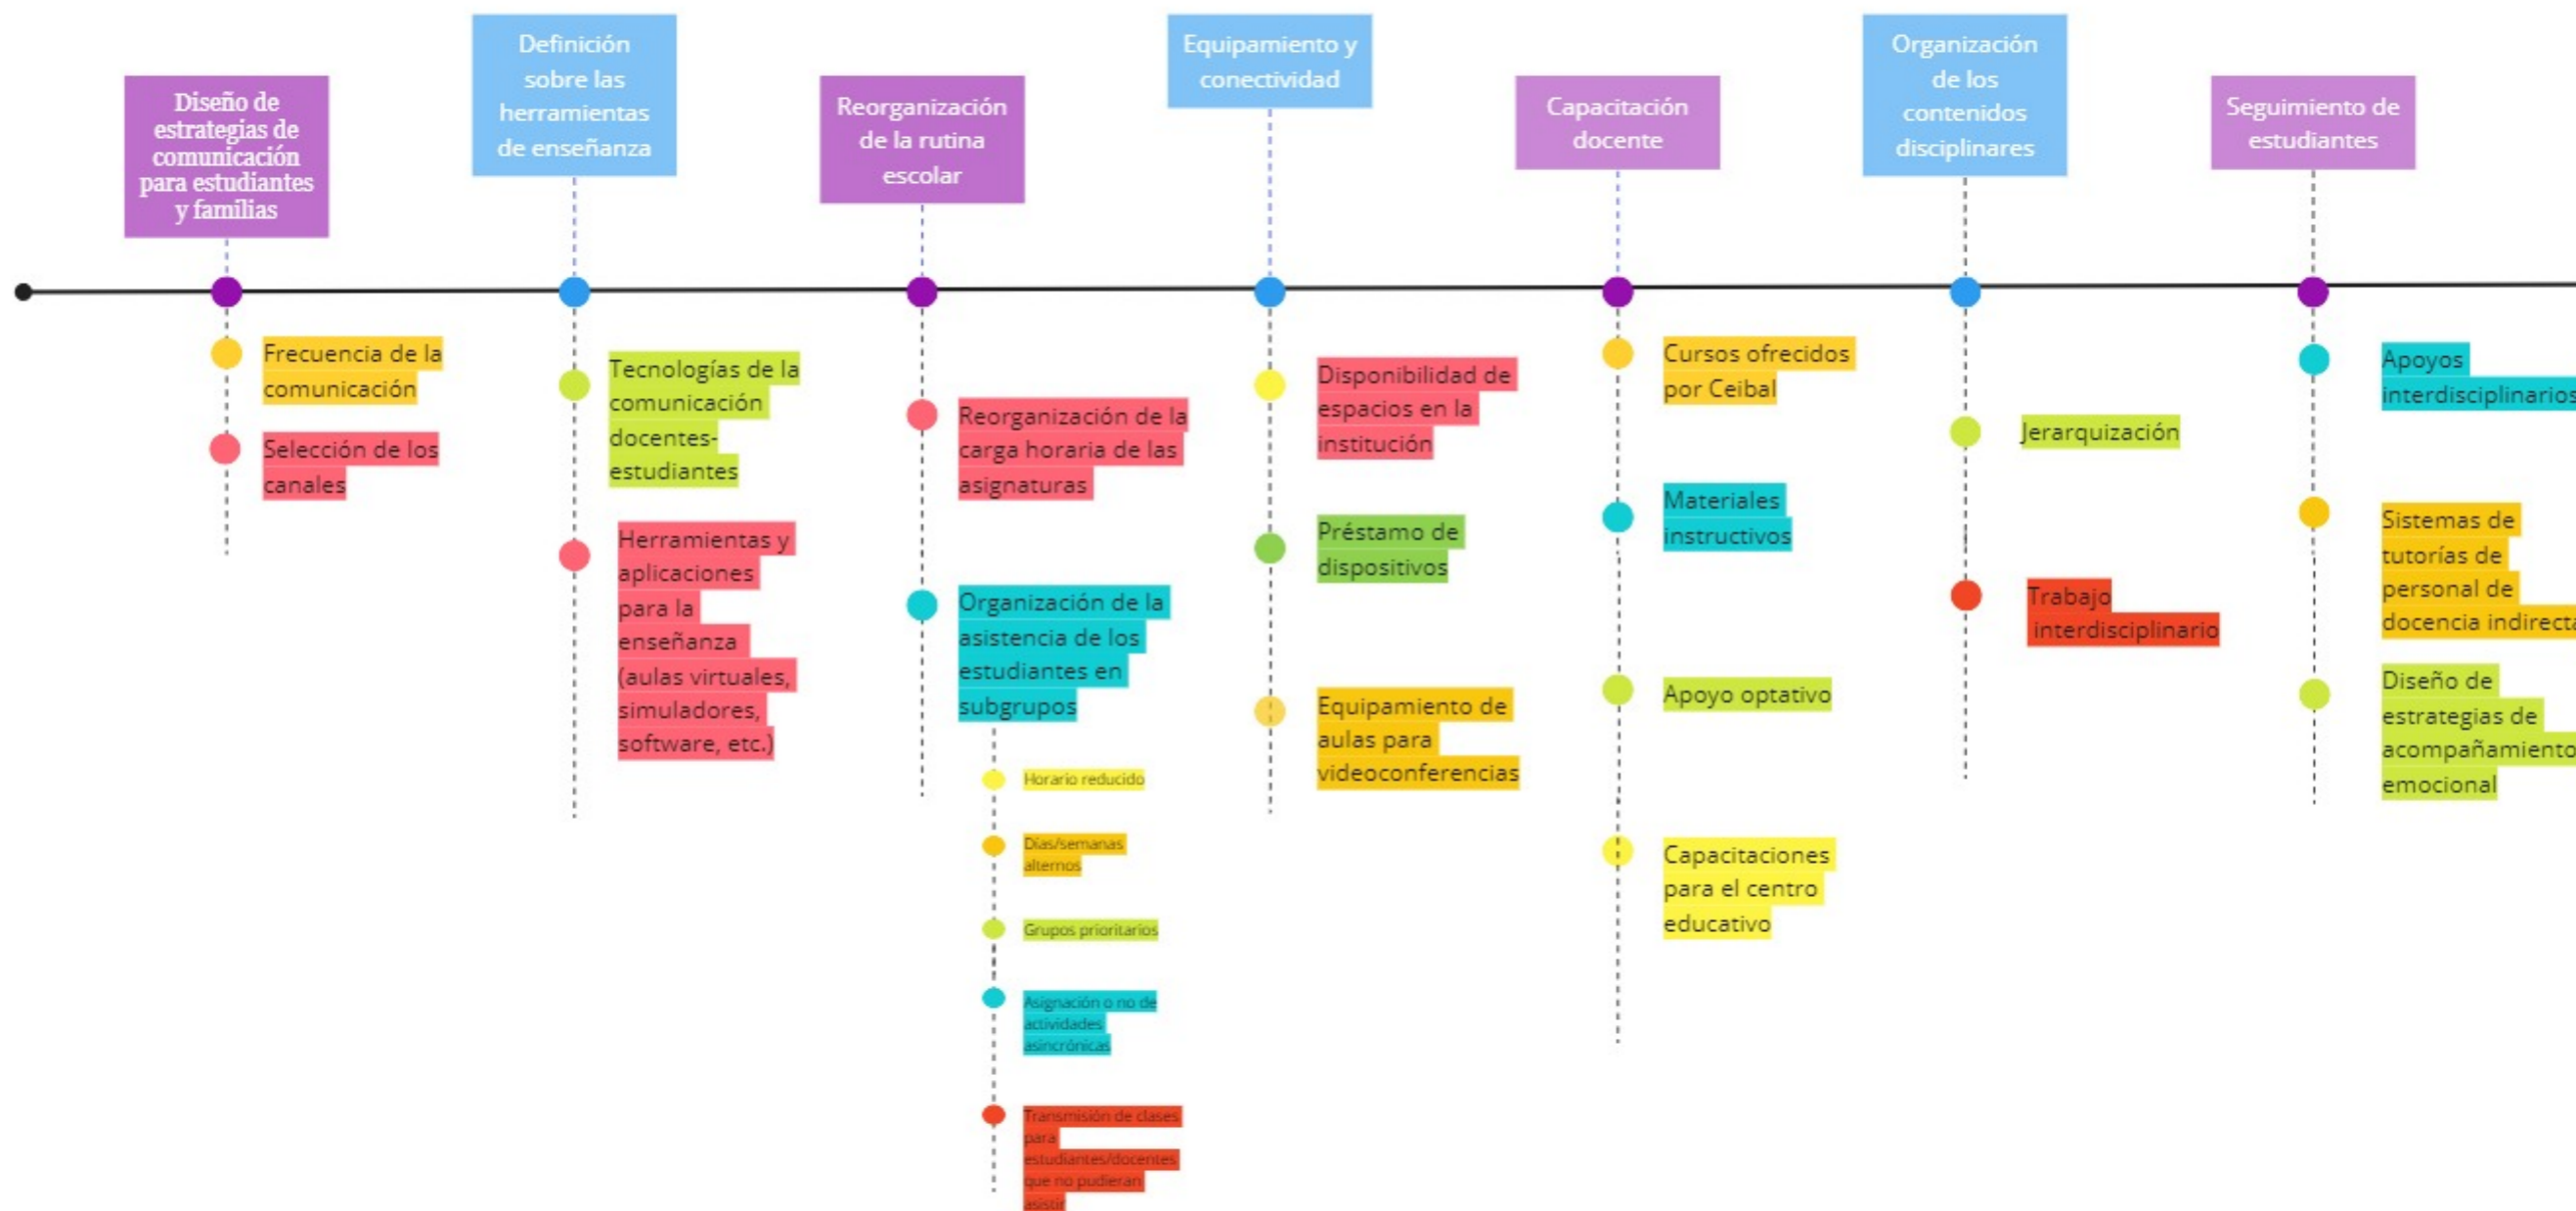 Diseño de
estrategias de
comunicación
para estudiantes
y familias
Frecuencia de la
comunicación
Selección de los
canales
Definición
sobre las
herramientas
de enseñanza
Tecnologías de la
comunicación
docentes-
estudiantes
Herramientas y
aplicaciones
para la
enseñanza
(aulas virtuales,
simuladores,
software, etc.)
Reorganización
de la rutina
escolar
Reorganización de la
carga horaria de las
asignaturas
Organización de la
asistencia de los
estudiantes en
subgrupos
Horario reducido
Días/semanas
alternos
Grupos prioritarios
Asignación o no de
actividades
asincrónicas
Transmisión de clases
para
estudiantes/docentes
que no pudieran
asistir
Equipamiento y
conectividad
Disponibilidad de
espacios en la
institución
Préstamo de
dispositivos
Equipamiento de
aulas para
videoconferencias
Capacitación
docente
Cursos ofrecidos
por Ceibal
Materiales
instructivos
Apoyo optativo
Capacitaciones
para el centro
educativo
Organización
de los
contenidos
disciplinares
Jerarquización
Trabajo
interdisciplinario
Seguimiento de
estudiantes
Apoyos
interdisciplinarios
Sistemas de
tutorías de
personal de
docencia indirecta
Diseño de
estrategias de
acompañamiento
emocional